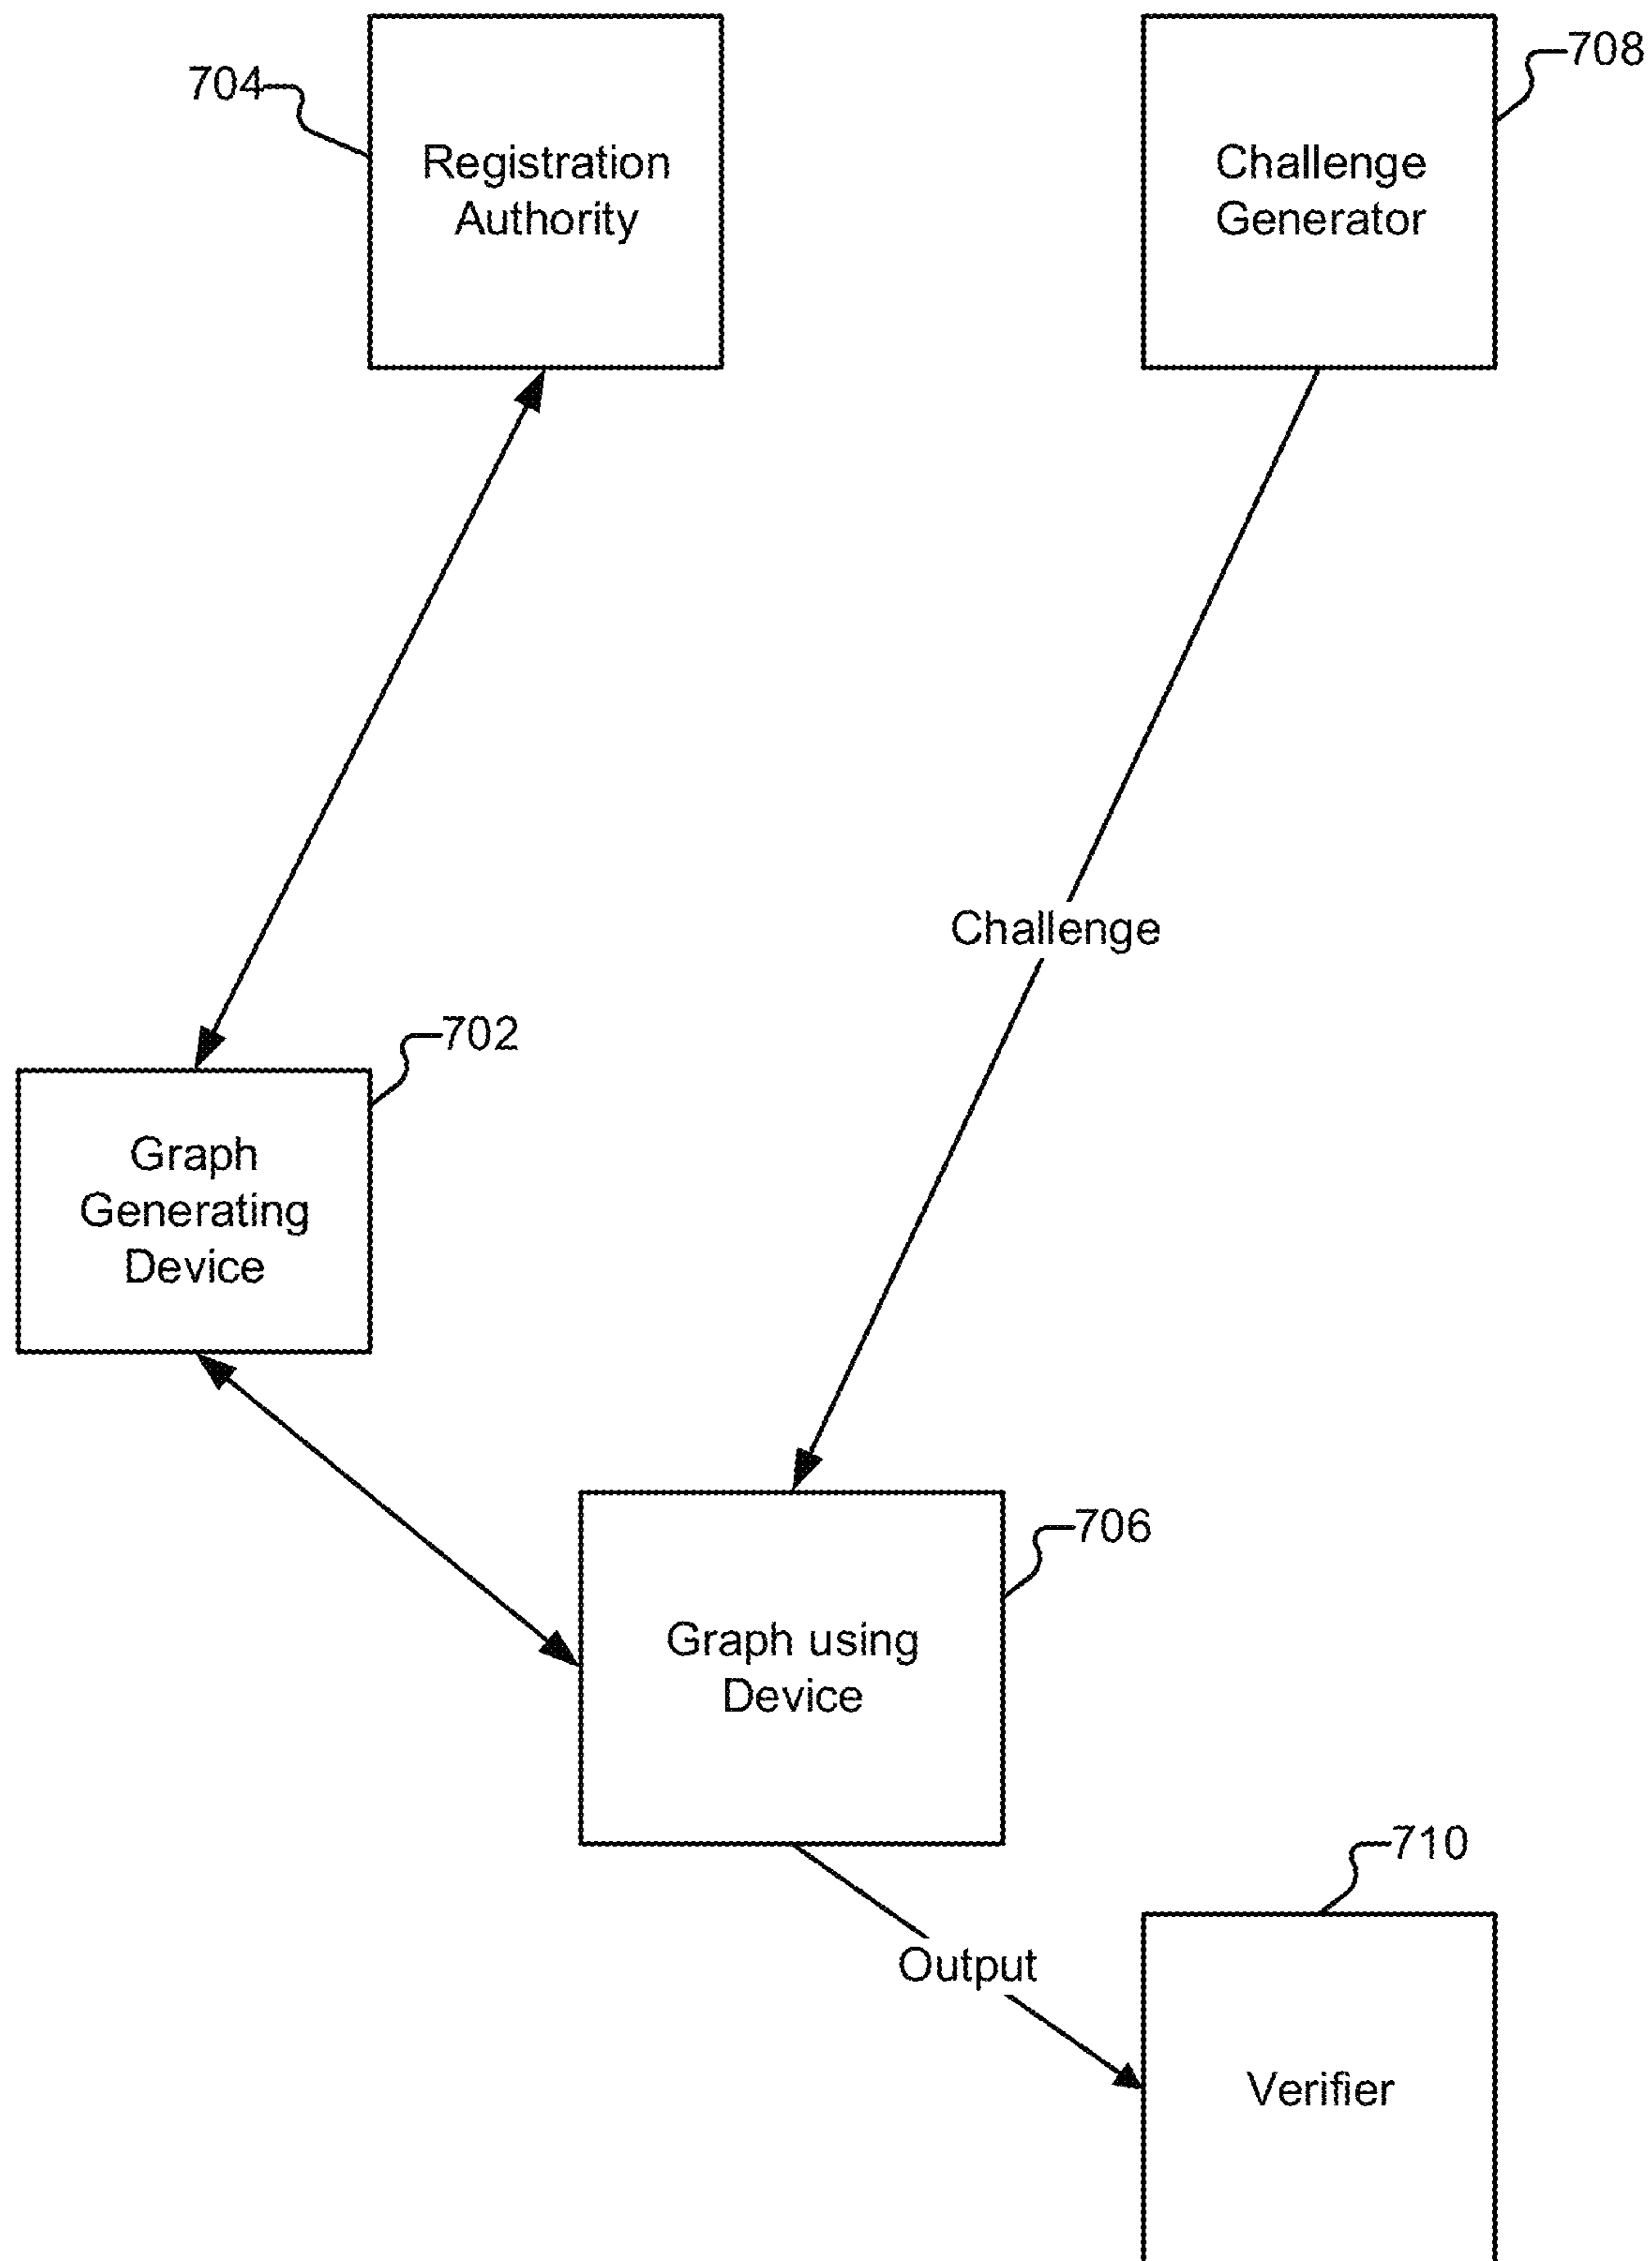 704
Registration
Authority
708
Challenge
Generator
Challenge
702
Graph
Generating
Device
706
Graph using
Device
710
Output
Verifier